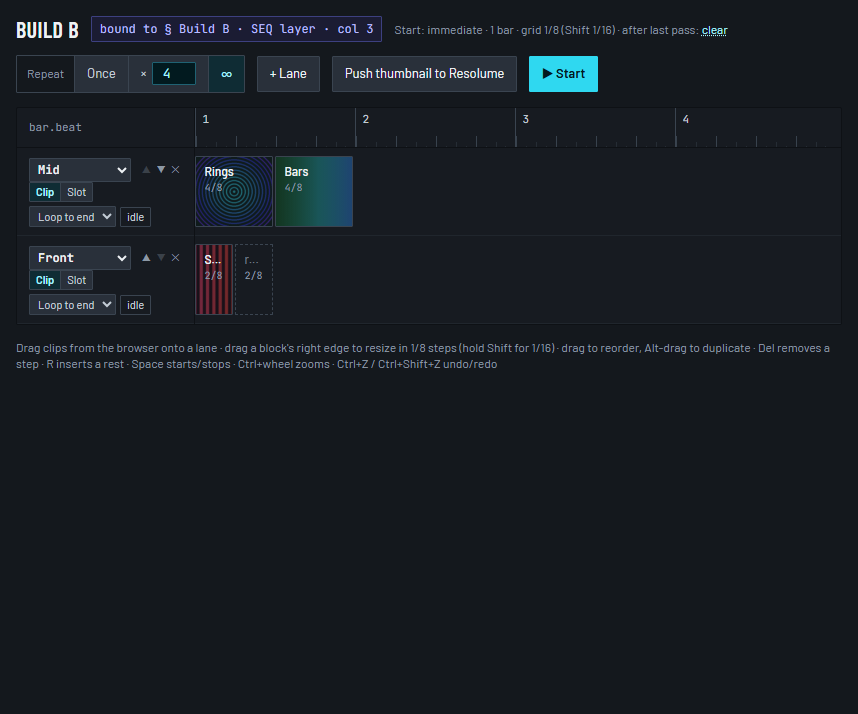 BUILD B
bound to § Build B · SEQ layer · col 3
Start: immediate · 1 bar · grid 1/8 (Shift 1/16) · after last pass: clear
Repeat
Once
× 4
∞
+ Lane
Push thumbnail to Resolume
▶ Start
bar.beat
1
2
3
4
Mid
▲ ▼ ×
Clip Slot
Loop to end
idle
Rings
4/8
Bars
4/8
Front
▲ ▼ ×
Clip Slot
Loop to end
idle
S...
2/8
r...
2/8
Drag clips from the browser onto a lane · drag a block's right edge to resize in 1/8 steps (hold Shift for 1/16) · drag to reorder, Alt-drag to duplicate · Del removes a
step · R inserts a rest · Space starts/stops · Ctrl+wheel zooms · Ctrl+Z / Ctrl+Shift+Z undo/redo